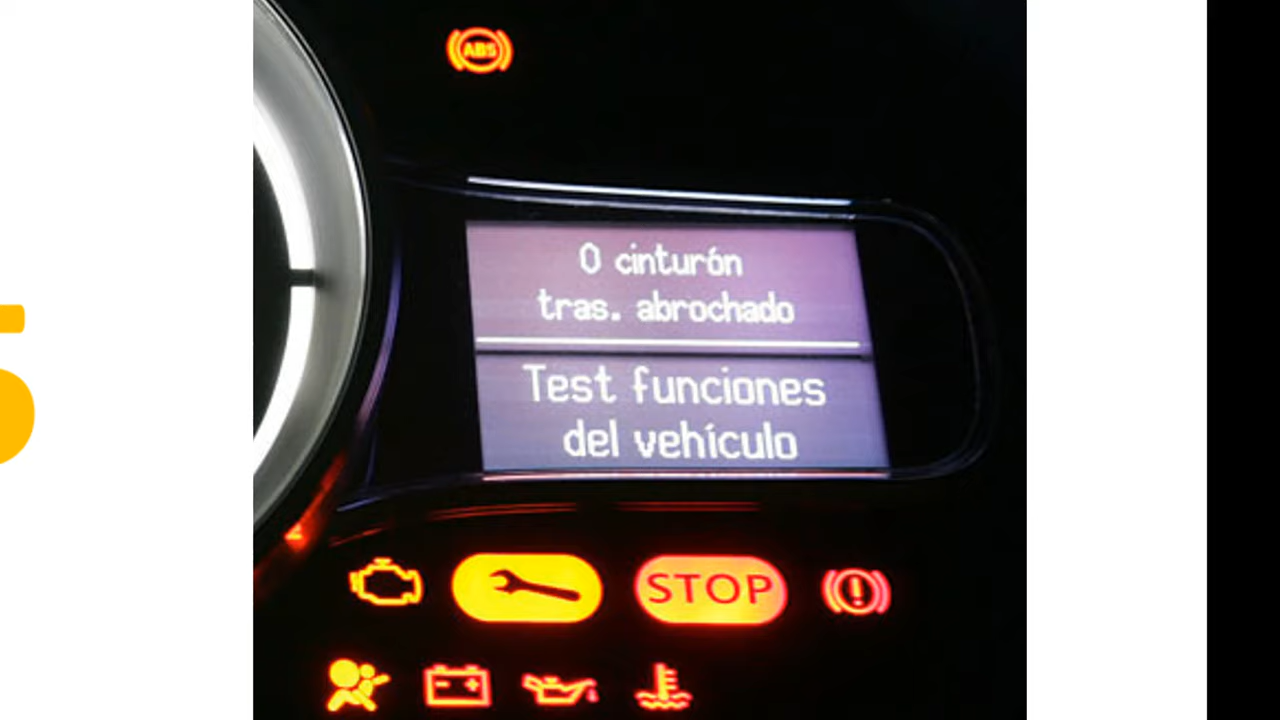 ABS
0 cinturón
tras. abrochado
Test funciones
del vehículo
STOP